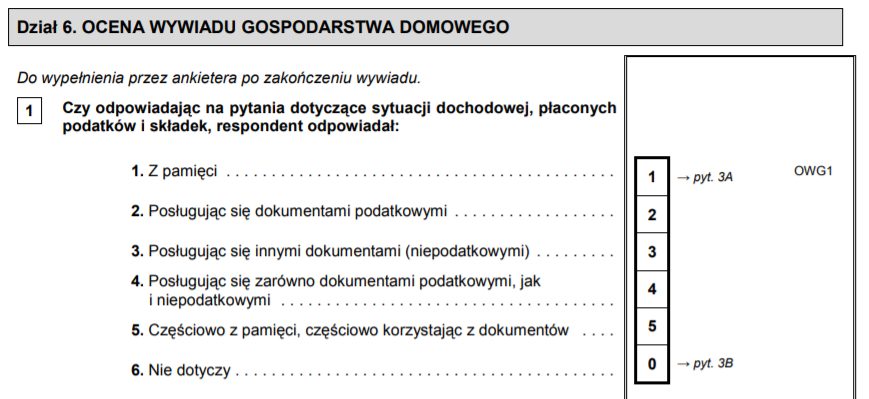 Dział 6. OCENA WYWIADU GOSPODARSTWA DOMOWEGO
Do wypełnienia przez ankietera po zakończeniu wywiadu.
1 Czy odpowiadając na pytania dotyczące sytuacji dochodowej, płaconych
podatków i składek, respondent odpowiadał:
1. Z pamięci . . . . . . . . . . . . . . . . . . . . . . . . . . . . . . . . . . . . . . . . 1 → pyt. 3A OWG1
2. Posługując się dokumentami podatkowymi . . . . . . . . . . . . . . . . . 2
3. Posługując się innymi dokumentami (niepodatkowymi) . . . . . . . . . 3
4. Posługując się zarówno dokumentami podatkowymi, jak
i niepodatkowymi . . . . . . . . . . . . . . . . . . . . . . . . . . . . . . . . . . . 4
5. Częściowo z pamięci, częściowo korzystając z dokumentów . . . . 5
6. Nie dotyczy . . . . . . . . . . . . . . . . . . . . . . . . . . . . . . . . . . . . . . . . 0 → pyt. 3B